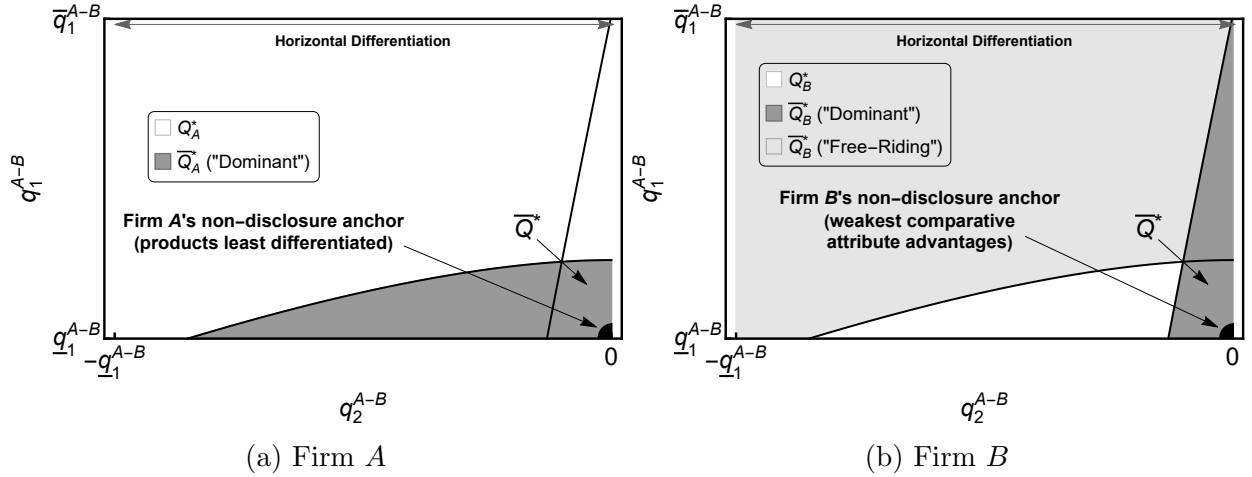 q̅₁^{A−B}
Horizontal Differentiation
Q_A^*
Q̅_A^* ("Dominant")
Firm A's non−disclosure anchor
(products least differentiated)
Q̅^*
q₁^{A−B}
q̲₁^{A−B}
−q̲₁^{A−B}
0
q₂^{A−B}
(a) Firm A
q̅₁^{A−B}
Horizontal Differentiation
Q_B^*
Q̅_B^* ("Dominant")
Q̅_B^* ("Free−Riding")
Firm B's non−disclosure anchor
(weakest comparative
attribute advantages)
Q̅^*
q₁^{A−B}
q̲₁^{A−B}
−q̲₁^{A−B}
0
q₂^{A−B}
(b) Firm B